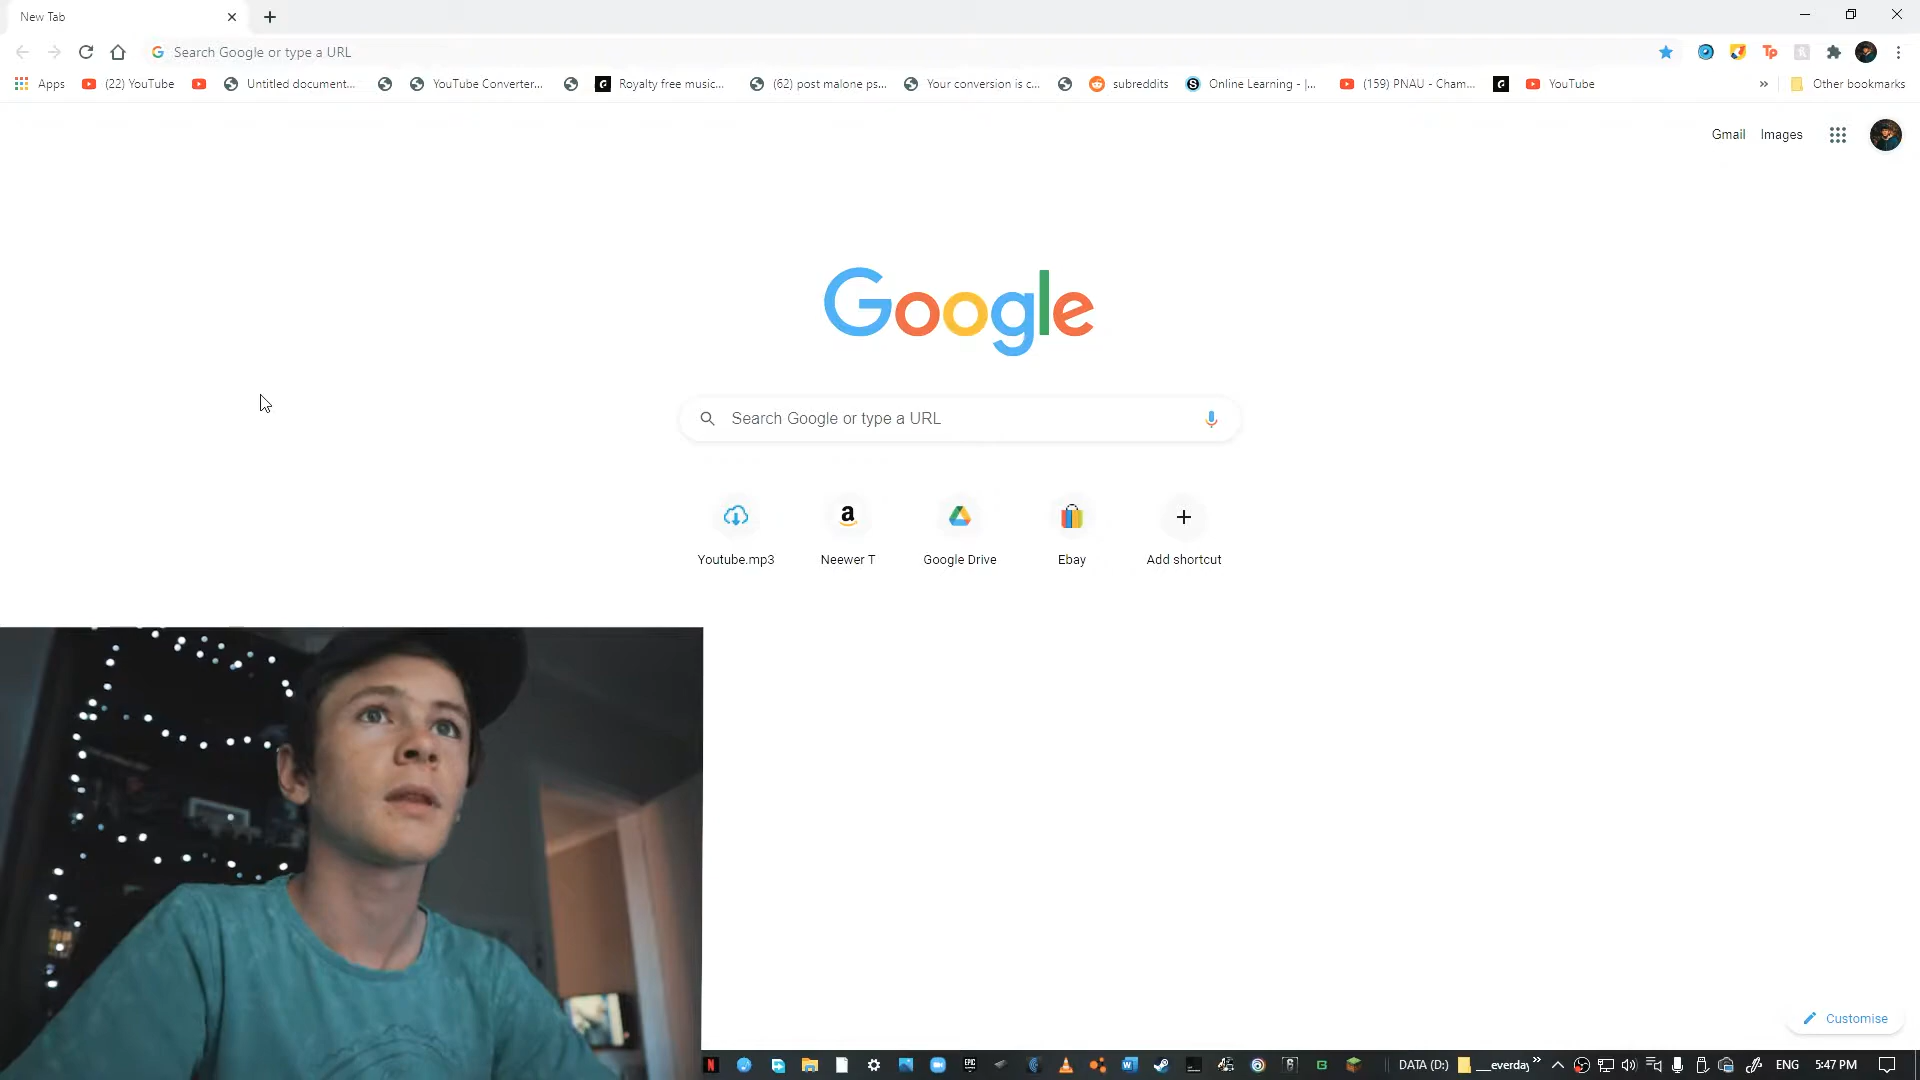 New Tab
Search Google or type a URL
Apps (22) YouTube Untitled document... YouTube Converter... Royalty free music... (62) post malone ps... Your conversion is c... subreddits Online Learning - |... (159) PNAU - Cham... YouTube » Other bookmarks
Gmail Images
Google
Search Google or type a URL
Youtube.mp3 Neewer T Google Drive Ebay Add shortcut
Customise
DATA (D:) __everday » ENG 5:47 PM